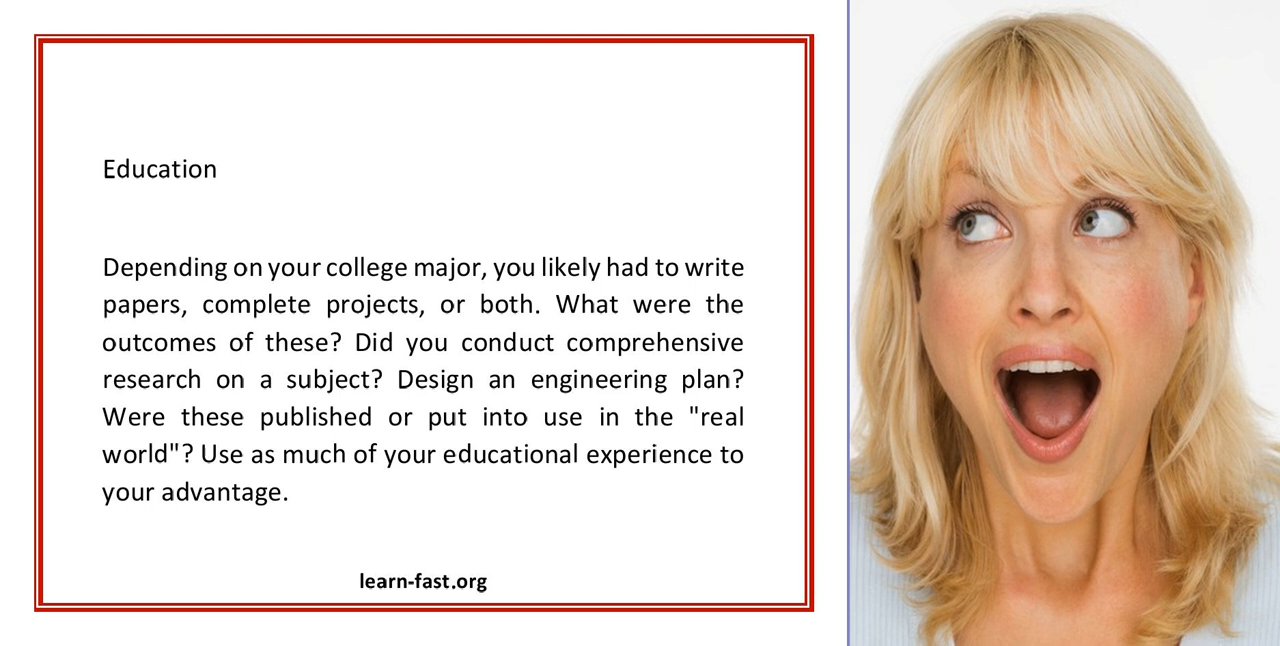 Education
Depending on your college major, you likely had to write
papers, complete projects, or both. What were the
outcomes of these? Did you conduct comprehensive
research on a subject? Design an engineering plan?
Were these published or put into use in the "real
world"? Use as much of your educational experience to
your advantage.
learn-fast.org